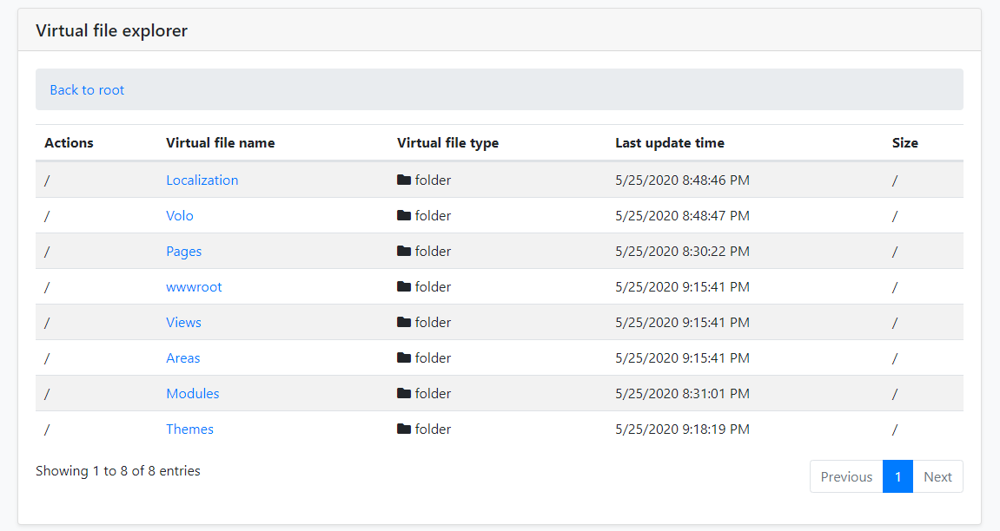 Virtual file explorer
Back to root
Actions Virtual file name Virtual file type Last update time Size
/ Localization folder 5/25/2020 8:48:46 PM /
/ Volo folder 5/25/2020 8:48:47 PM /
/ Pages folder 5/25/2020 8:30:22 PM /
/ wwwroot folder 5/25/2020 9:15:41 PM /
/ Views folder 5/25/2020 9:15:41 PM /
/ Areas folder 5/25/2020 9:15:41 PM /
/ Modules folder 5/25/2020 8:31:01 PM /
/ Themes folder 5/25/2020 9:18:19 PM /
Showing 1 to 8 of 8 entries Previous 1 Next